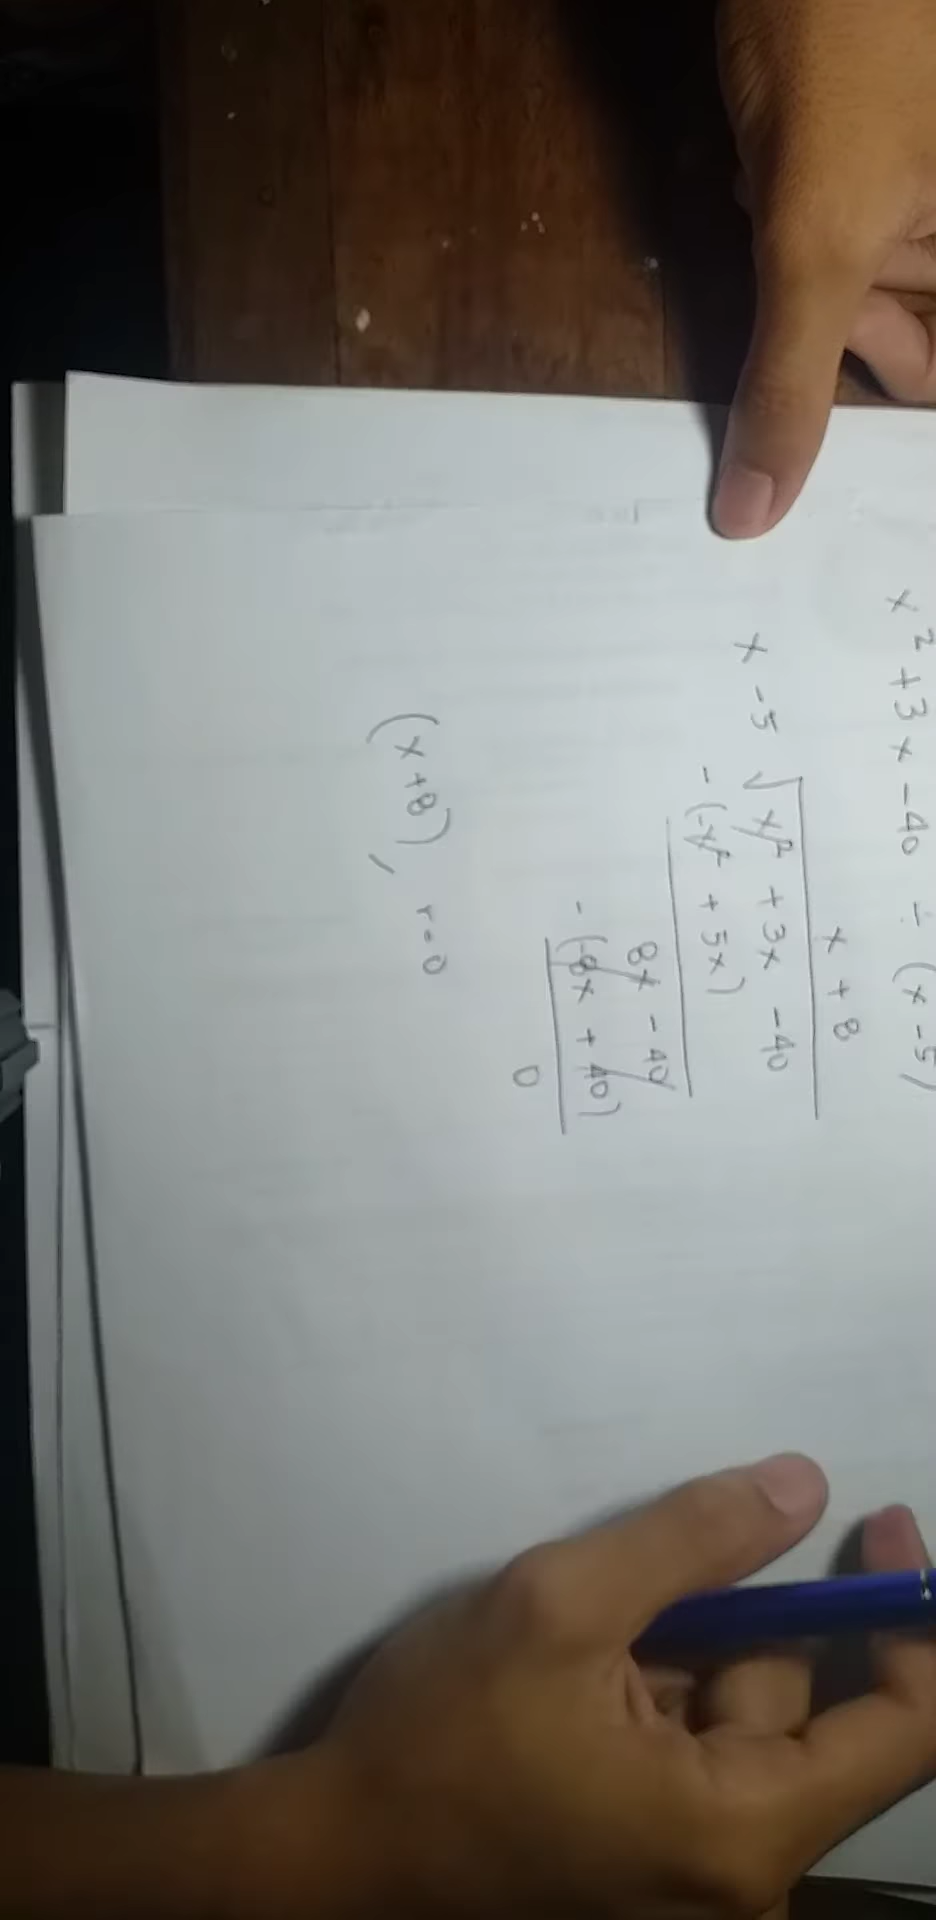 x² + 3x - 40 ÷ (x - 5)
x + 8
x - 5 √x² + 3x - 40
- (-x² + 5x)
8x - 40
- (-8x + 40)
0
(x + 8), r = 0